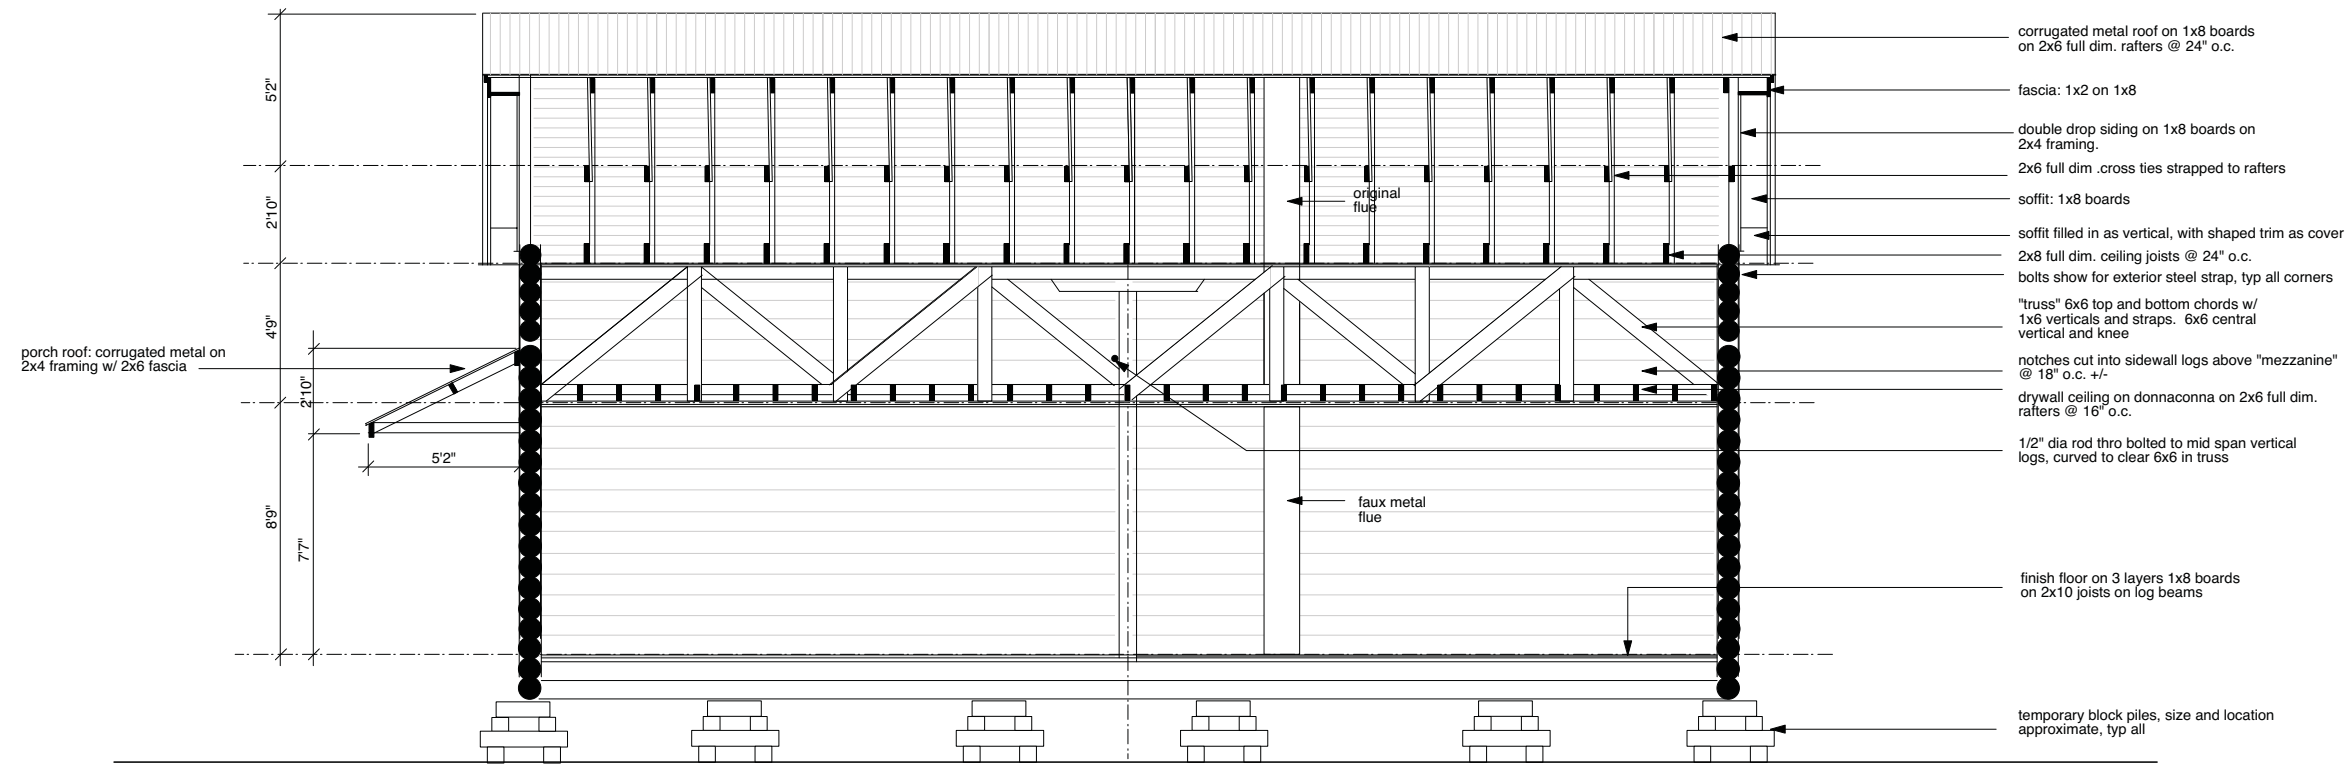 5'2"
2'10"
4'9"
8'9"
2'10"
7'7"
5'2"
porch roof: corrugated metal on
2x4 framing w/ 2x6 fascia
original
flue
faux metal
flue
corrugated metal roof on 1x8 boards
on 2x6 full dim. rafters @ 24" o.c.
fascia: 1x2 on 1x8
double drop siding on 1x8 boards on
2x4 framing.
2x6 full dim .cross ties strapped to rafters
soffit: 1x8 boards
soffit filled in as vertical, with shaped trim as cover
2x8 full dim. ceiling joists @ 24" o.c.
bolts show for exterior steel strap, typ all corners
"truss" 6x6 top and bottom chords w/
1x6 verticals and straps.  6x6 central
vertical and knee
notches cut into sidewall logs above "mezzanine"
@ 18" o.c. +/-
drywall ceiling on donnaconna on 2x6 full dim.
rafters @ 16" o.c.
1/2" dia rod thro bolted to mid span vertical
logs, curved to clear 6x6 in truss
finish floor on 3 layers 1x8 boards
on 2x10 joists on log beams
temporary block piles, size and location
approximate, typ all